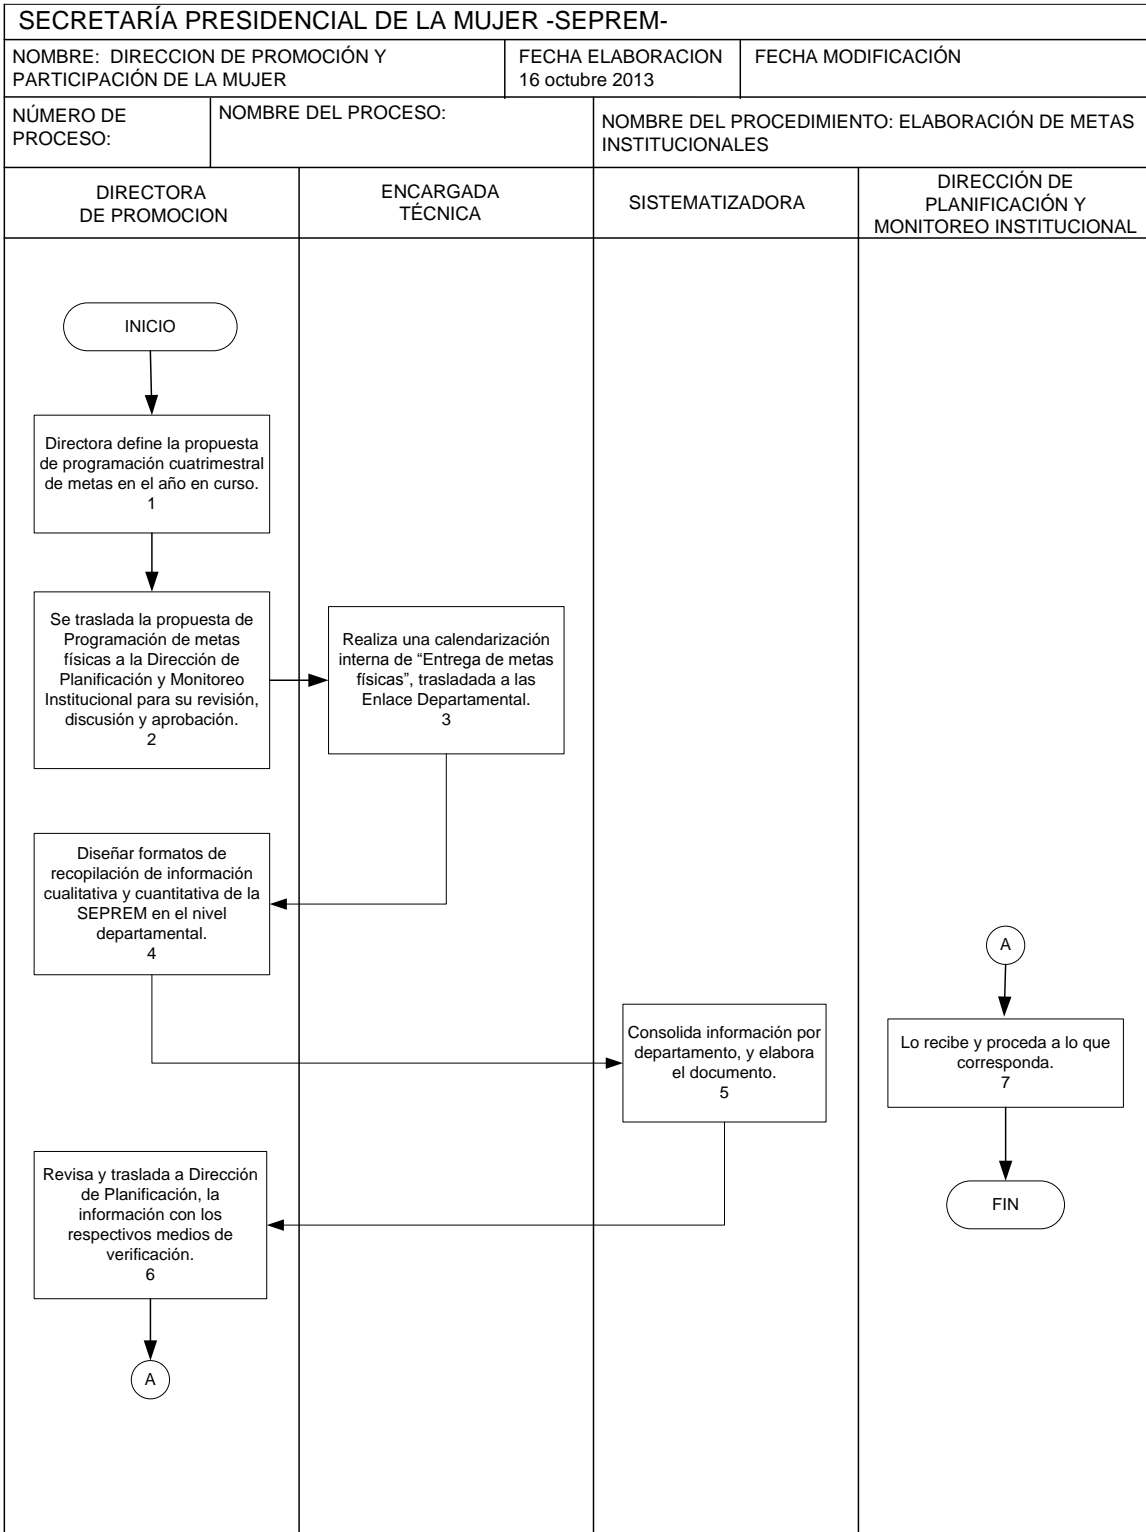 SECRETARÍA PRESIDENCIAL DE LA MUJER -SEPREM-
NOMBRE:  DIRECCION DE PROMOCIÓN Y
PARTICIPACIÓN DE LA MUJER
FECHA ELABORACION
16 octubre 2013
FECHA MODIFICACIÓN
NÚMERO DE
PROCESO:
NOMBRE DEL PROCESO:
NOMBRE DEL PROCEDIMIENTO: ELABORACIÓN DE METAS
INSTITUCIONALES
DIRECTORA
DE PROMOCION
ENCARGADA
TÉCNICA
SISTEMATIZADORA
DIRECCIÓN DE
PLANIFICACIÓN Y
MONITOREO INSTITUCIONAL
INICIO
Directora define la propuesta
de programación cuatrimestral
de metas en el año en curso.
1
Se traslada la propuesta de
Programación de metas
físicas a la Dirección de
Planificación y Monitoreo
Institucional para su revisión,
discusión y aprobación.
2
Realiza una calendarización
interna de “Entrega de metas
físicas”, trasladada a las
Enlace Departamental.
3
Diseñar formatos de
recopilación de información
cualitativa y cuantitativa de la
SEPREM en el nivel
departamental.
4
Consolida información por
departamento, y elabora
el documento.
5
Revisa y traslada a Dirección
de Planificación, la
información con los
respectivos medios de
verificación.
6
A
A
Lo recibe y proceda a lo que
corresponda.
7
FIN